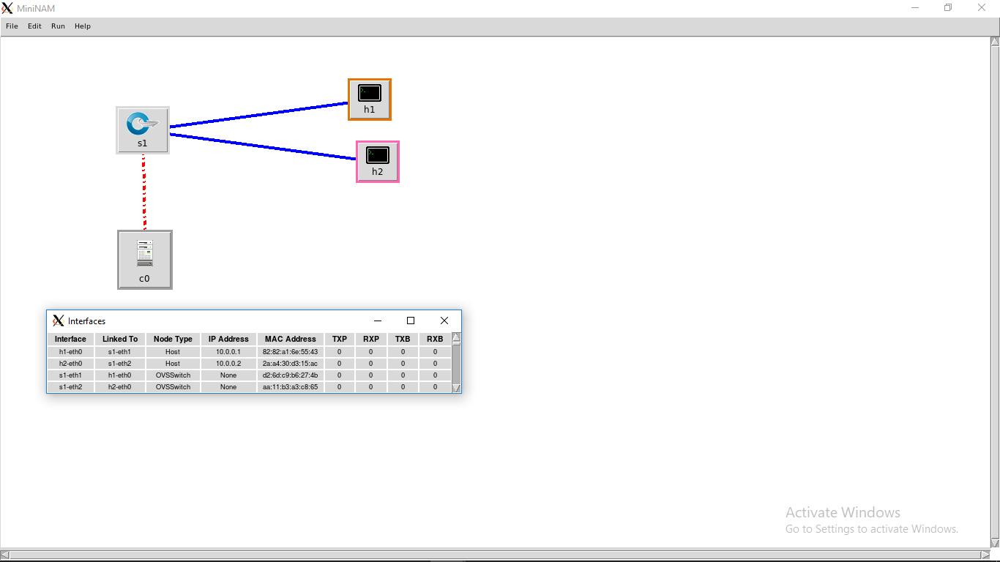 MiniNAM
File Edit Run Help
h1
s1
h2
c0
Interfaces
Interface Linked To Node Type IP Address MAC Address TXP RXP TXB RXB
h1-eth0 s1-eth1 Host 10.0.0.1 82:82:a1:6e:55:43 0 0 0 0
h2-eth0 s1-eth2 Host 10.0.0.2 2a:a4:30:d3:15:ac 0 0 0 0
s1-eth1 h1-eth0 OVSSwitch None d2:6d:c9:b6:27:4b 0 0 0 0
s1-eth2 h2-eth0 OVSSwitch None aa:11:b3:a3:c8:65 0 0 0 0
Activate Windows
Go to Settings to activate Windows.